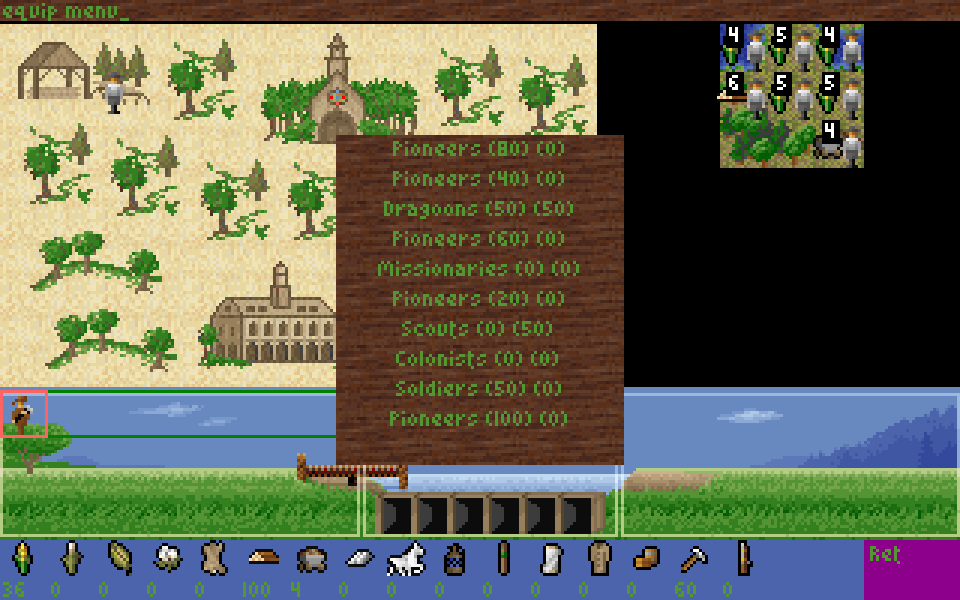 equip menu_
4 5 4
6 5 5
4
Pioneers (80) (0)
Pioneers (40) (0)
Dragoons (50) (50)
Pioneers (60) (0)
Missionaries (0) (0)
Pioneers (20) (0)
Scouts (0) (50)
Colonists (0) (0)
Soldiers (50) (0)
Pioneers (100) (0)
Ret
36 0 0 0 0 100 4 0 0 0 0 0 0 0 60 0